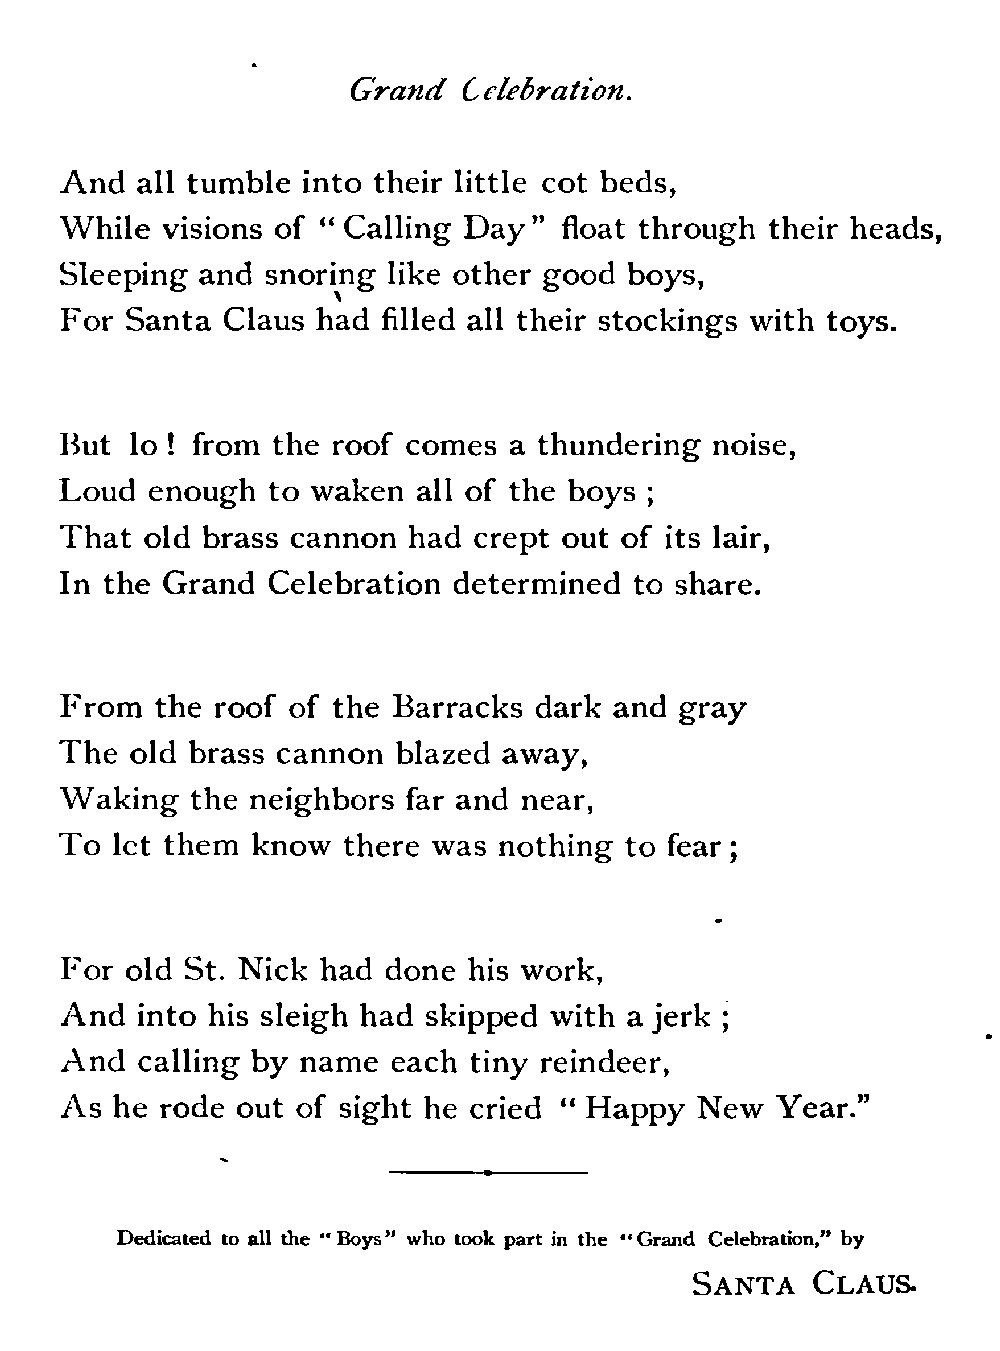 Grand Celebration.
And all tumble into their little cot beds,
While visions of "Calling Day" float through their heads,
Sleeping and snoring like other good boys,
For Santa Claus had filled all their stockings with toys.
But lo! from the roof comes a thundering noise,
Loud enough to waken all of the boys;
That old brass cannon had crept out of its lair,
In the Grand Celebration determined to share.
From the roof of the Barracks dark and gray
The old brass cannon blazed away,
Waking the neighbors far and near,
To let them know there was nothing to fear;
For old St. Nick had done his work,
And into his sleigh had skipped with a jerk;
And calling by name each tiny reindeer,
As he rode out of sight he cried "Happy New Year."
Dedicated to all the "Boys" who took part in the "Grand Celebration," by
SANTA CLAUS.